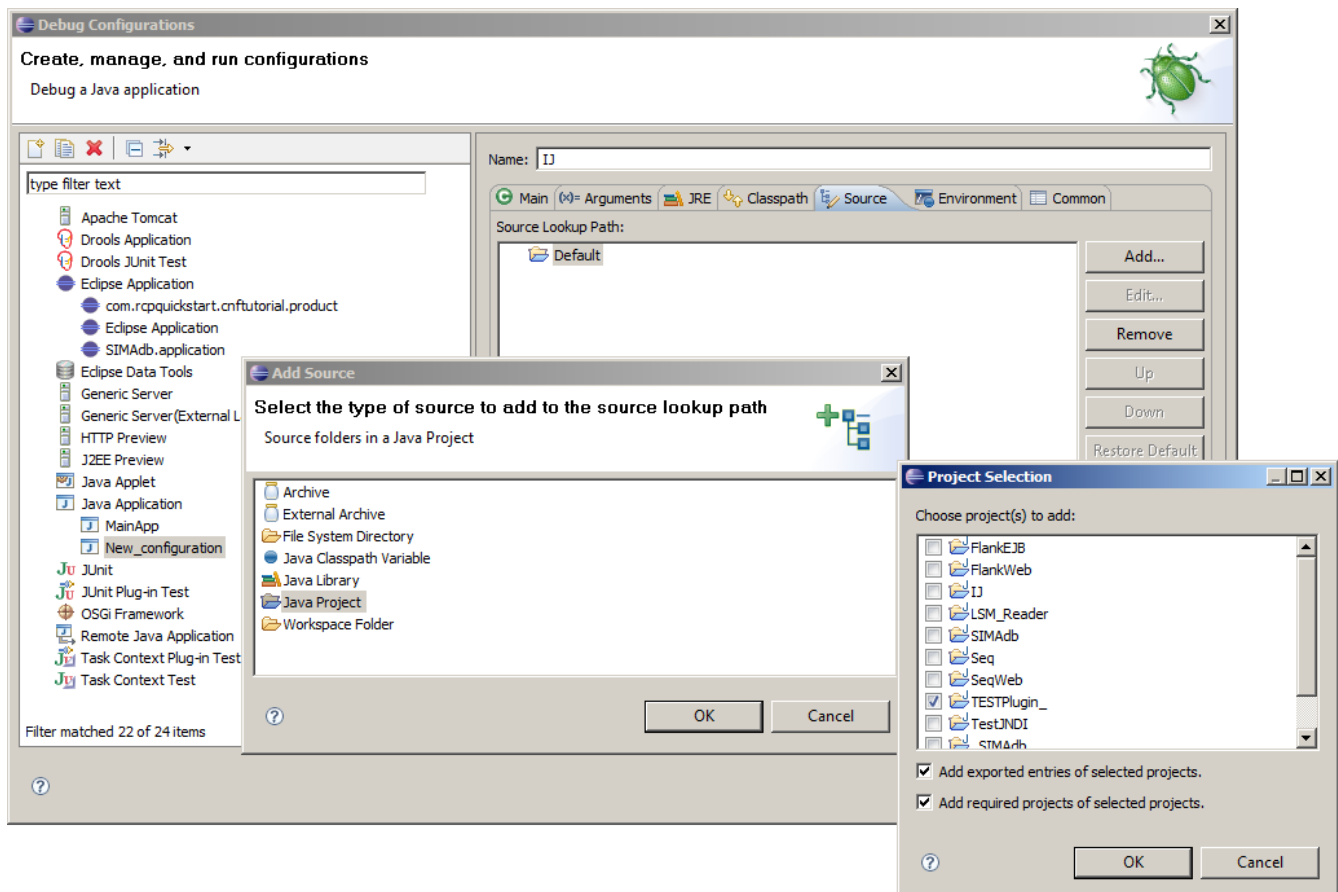 Debug Configurations
Create, manage, and run configurations
Debug a Java application
type filter text
Apache Tomcat
Drools Application
Drools JUnit Test
Eclipse Application
com.rcpquickstart.cnftutorial.product
Eclipse Application
SIMAdb.application
Eclipse Data Tools
Generic Server
Generic Server(External L
HTTP Preview
J2EE Preview
Java Applet
Java Application
MainApp
New_configuration
JUnit
JUnit Plug-in Test
OSGi Framework
Remote Java Application
Task Context Plug-in Test
Task Context Test
Filter matched 22 of 24 items
Name: IJ
Main (x)= Arguments JRE Classpath Source Environment Common
Source Lookup Path:
Default
Add...
Edit...
Remove
Up
Down
Restore Default
Add Source
Select the type of source to add to the source lookup path
Source folders in a Java Project
Archive
External Archive
File System Directory
Java Classpath Variable
Java Library
Java Project
Workspace Folder
OK Cancel
Project Selection
Choose project(s) to add:
FlankEJB
FlankWeb
IJ
LSM_Reader
SIMAdb
Seq
SeqWeb
TESTPlugin_
TestJNDI
_SIMAdb
Add exported entries of selected projects.
Add required projects of selected projects.
OK Cancel